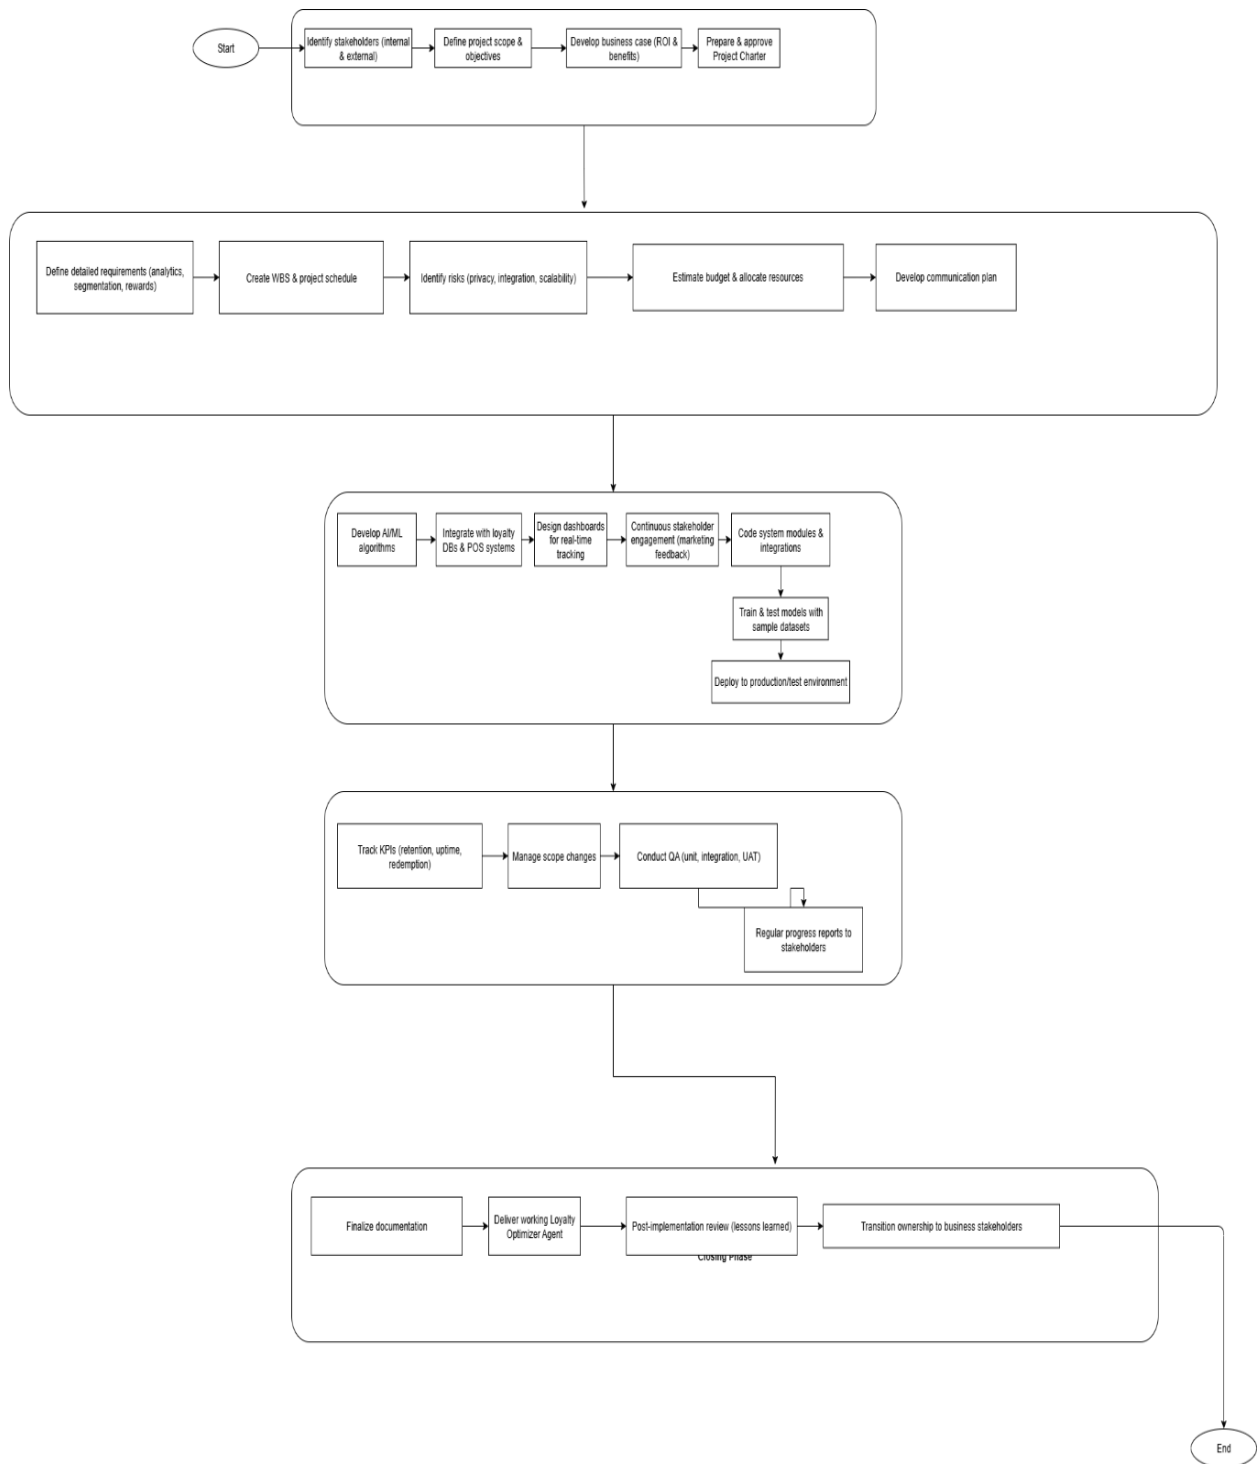 Start
Identify stakeholders (internal
& external)
Define project scope &
objectives
Develop business case (ROI &
benefits)
Prepare & approve
Project Charter
Define detailed requirements (analytics,
segmentation, rewards)
Create WBS & project schedule
Identify risks (privacy, integration, scalability)
Estimate budget & allocate resources
Develop communication plan
Develop AI/ML
algorithms
Integrate with loyalty
DBs & POS systems
Design dashboards
for real-time
tracking
Continuous stakeholder
engagement (marketing
feedback)
Code system modules &
integrations
Train & test models with
sample datasets
Deploy to production/test environment
Track KPIs (retention, uptime,
redemption)
Manage scope changes
Conduct QA (unit, integration, UAT)
Regular progress reports to
stakeholders
Finalize documentation
Deliver working Loyalty
Optimizer Agent
Post-implementation review (lessons learned)
Transition ownership to business stakeholders
Closing Phase
End